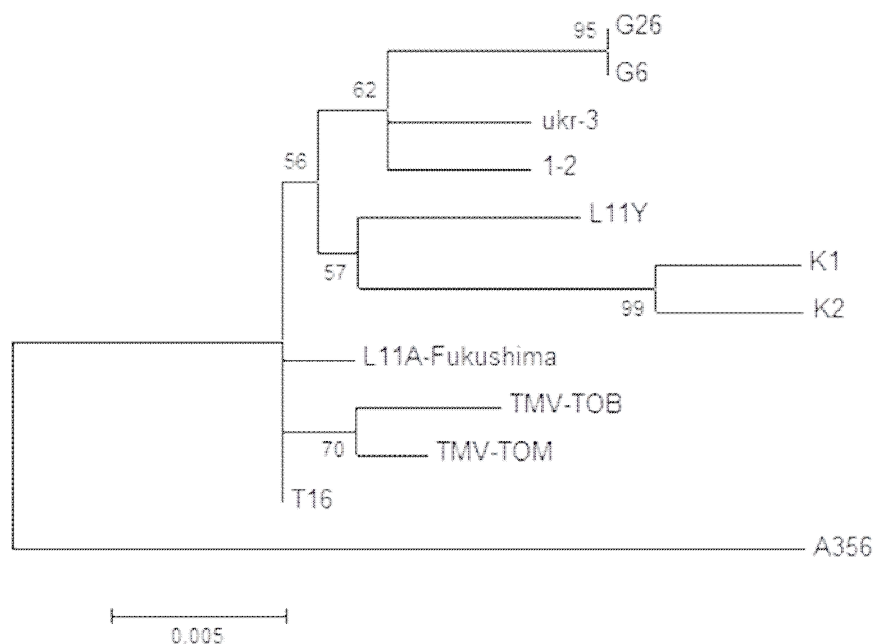 G26
95
G6
62
ukr-3
56
1-2
L11Y
K1
57
99
K2
L11A-Fukushima
TMV-TOB
70
TMV-TOM
T16
A356
0.005